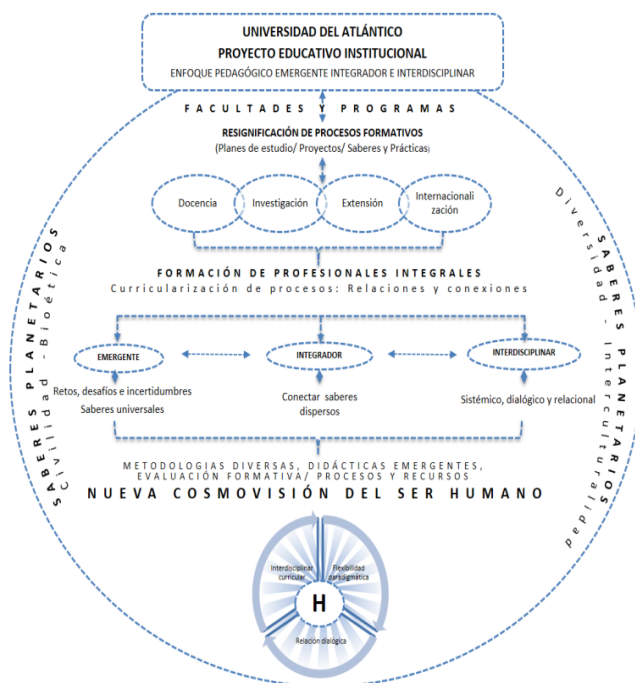 UNIVERSIDAD DEL ATLÁNTICO
PROYECTO EDUCATIVO INSTITUCIONAL
ENFOQUE PEDAGÓGICO EMERGENTE INTEGRADOR E INTERDISCIPLINAR
FACULTADES Y PROGRAMAS
RESIGNIFICACIÓN DE PROCESOS FORMATIVOS
(Planes de estudio/ Proyectos/ Saberes y Prácticas)
Docencia
Investigación
Extensión
Internacionali
zación
FORMACIÓN DE PROFESIONALES INTEGRALES
Curricularización de procesos: Relaciones y conexiones
EMERGENTE
INTEGRADOR
INTERDISCIPLINAR
Retos, desafíos e incertidumbres
Saberes universales
Conectar saberes
dispersos
Sistémico, dialógico y relacional
METODOLOGIAS DIVERSAS, DIDÁCTICAS EMERGENTES,
EVALUACIÓN FORMATIVA/ PROCESOS Y RECURSOS
NUEVA COSMOVISIÓN DEL SER HUMANO
SABERES PLANETARIOS
Civilidad -Bioética
SABERES PLANETARIOS
Diversidad - Interculturalidad
Interdisciplinar
curricular
Flexibilidad
paradigmática
H
Relación dialógica